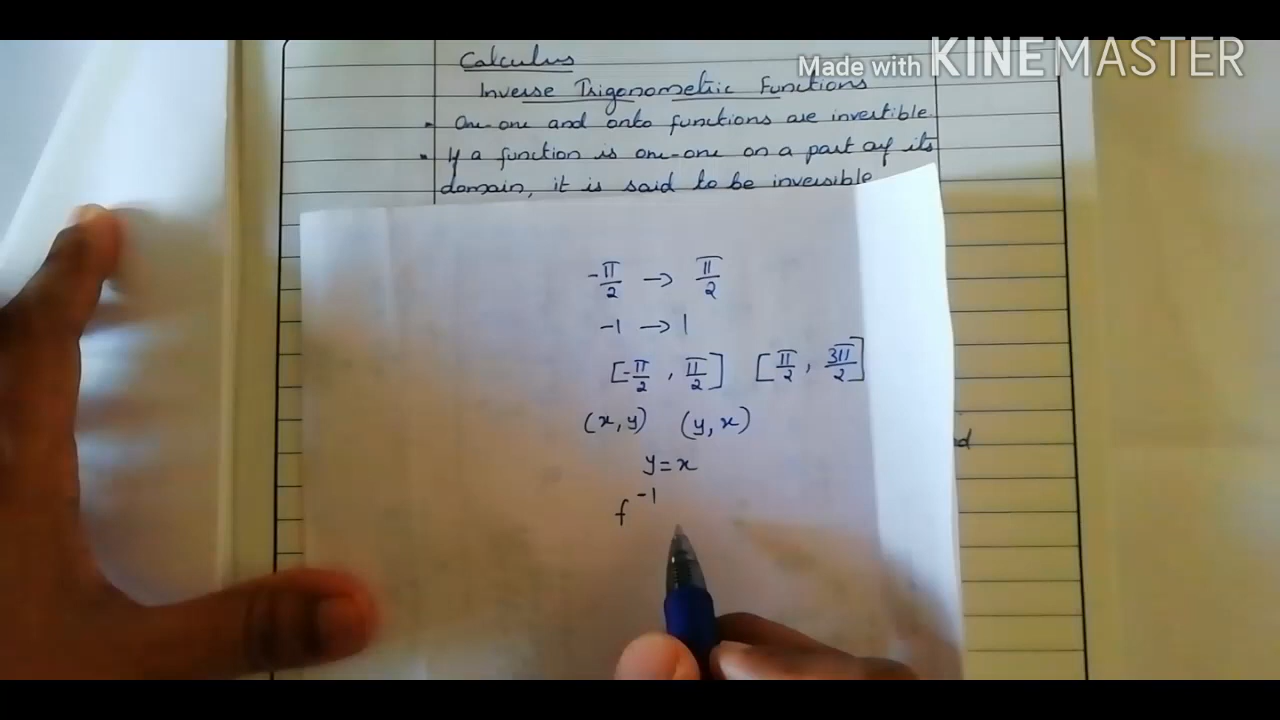 Made with KINEMASTER
Calculus
Inverse Trigonometric Functions
• One-one and onto functions are invertible.
• If a function is one-one on a part of its
domain, it is said to be inversible
-π/2 → π/2
-1 → 1
[-π/2, π/2] [π/2, 3π/2]
(x, y) (y, x)
y = x
f⁻¹